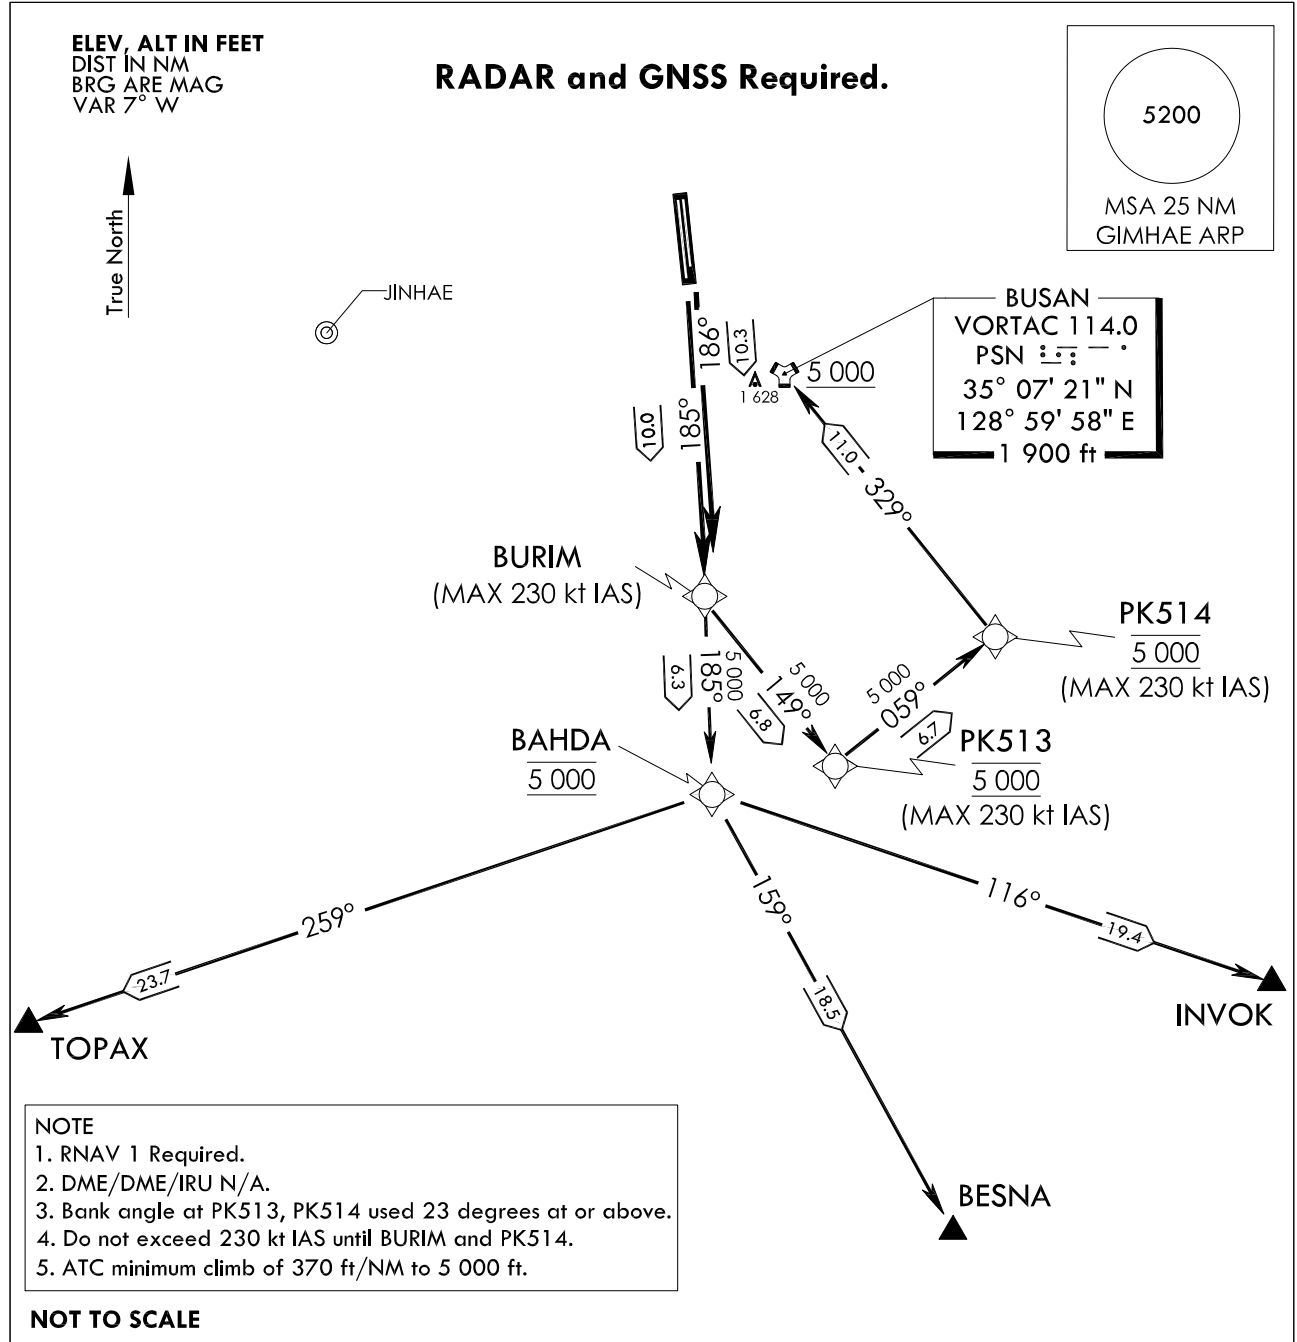 ELEV, ALT IN FEET
DIST IN NM
BRG ARE MAG
VAR 7° W
RADAR and GNSS Required.
5200
MSA 25 NM
GIMHAE ARP
True North
JINHAE
BUSAN
VORTAC 114.0
PSN
35° 07' 21" N
128° 59' 58" E
1 900 ft
186°
10.3
5 000
1 628
10.0
185°
11.0
329°
BURIM
(MAX 230 kt IAS)
PK514
5 000
(MAX 230 kt IAS)
6.3
185°
5 000
5 000
149°
6.8
5 000
059°
6.7
BAHDA
5 000
PK513
5 000
(MAX 230 kt IAS)
259°
23.7
159°
18.5
116°
19.4
TOPAX
INVOK
BESNA
NOTE
1. RNAV 1 Required.
2. DME/DME/IRU N/A.
3. Bank angle at PK513, PK514 used 23 degrees at or above.
4. Do not exceed 230 kt IAS until BURIM and PK514.
5. ATC minimum climb of 370 ft/NM to 5 000 ft.
NOT TO SCALE